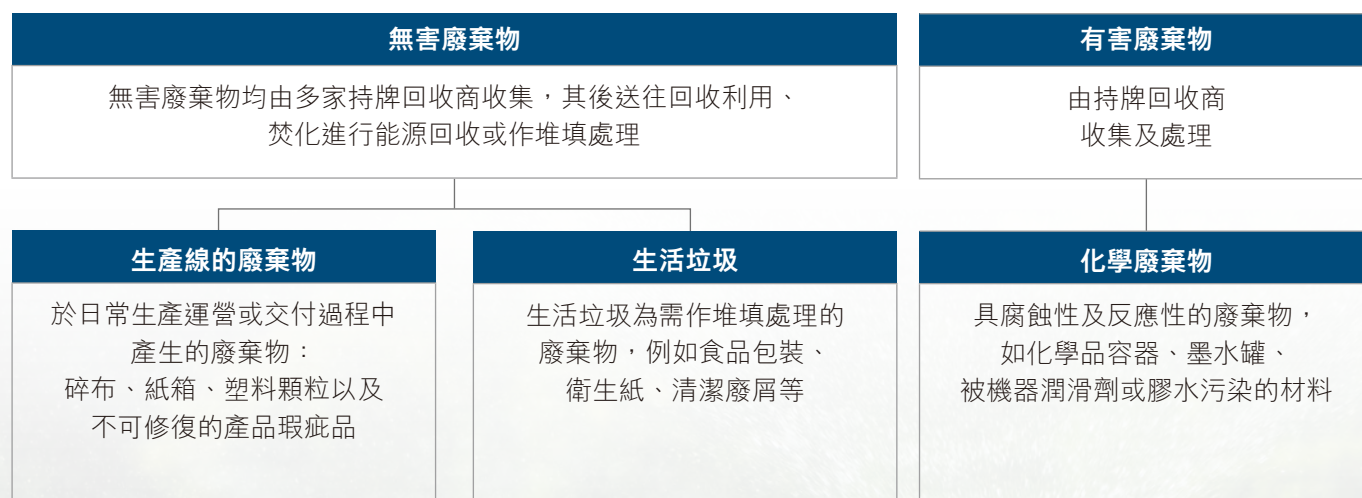 無害廢棄物
無害廢棄物均由多家持牌回收商收集，其後送往回收利用、
焚化進行能源回收或作堆填處理
有害廢棄物
由持牌回收商
收集及處理
生產線的廢棄物
於日常生產運營或交付過程中
產生的廢棄物：
碎布、紙箱、塑料顆粒以及
不可修復的產品瑕疵品
生活垃圾
生活垃圾為需作堆填處理的
廢棄物，例如食品包裝、
衛生紙、清潔廢屑等
化學廢棄物
具腐蝕性及反應性的廢棄物，
如化學品容器、墨水罐、
被機器潤滑劑或膠水污染的材料